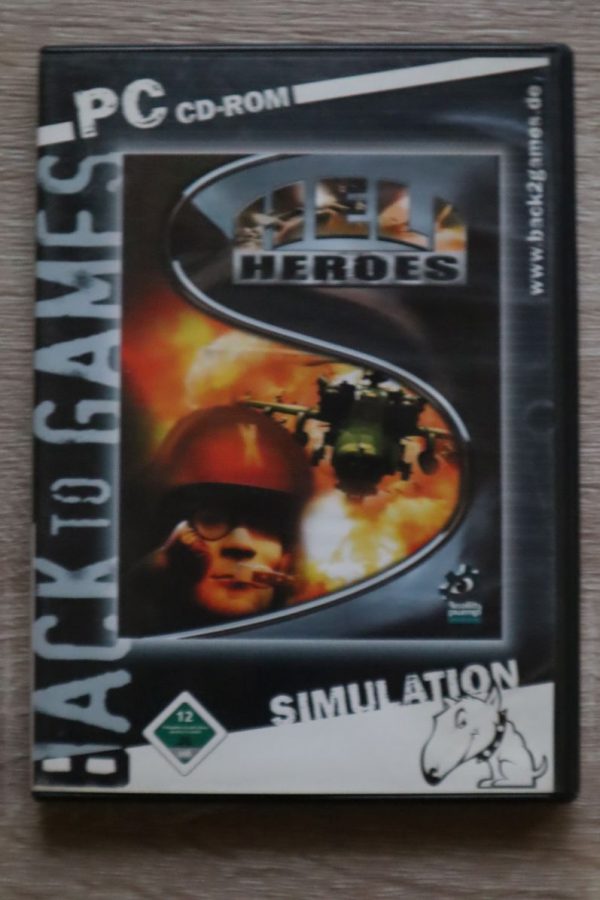 PC CD-ROM
www.back2games.de
BACK TO GAMES
HELI
HEROES
12
SIMULATION